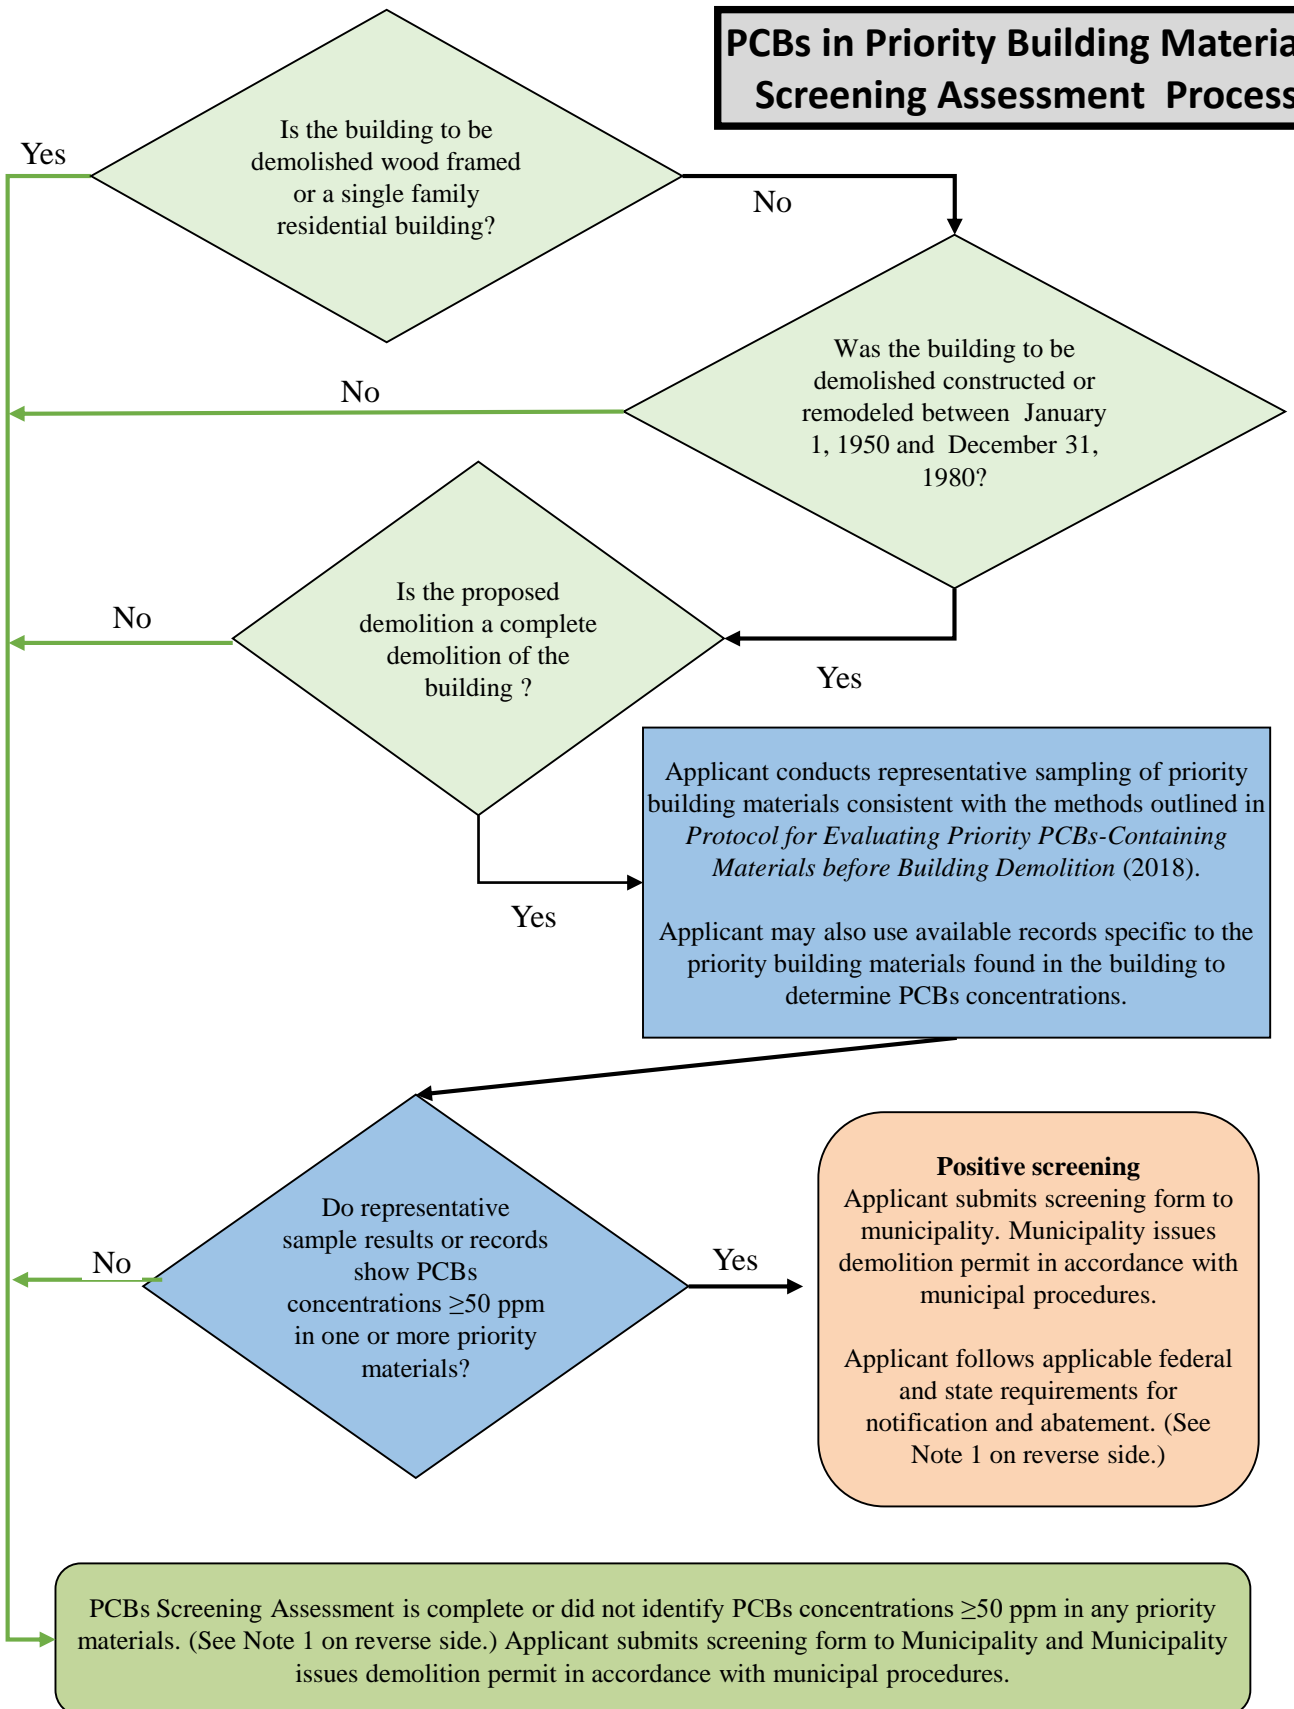 PCBs in Priority Building Materia
Screening Assessment Process
Is the building to be
demolished wood framed
or a single family
residential building?
Yes
No
Was the building to be
demolished constructed or
remodeled between January
1, 1950 and December 31,
1980?
No
Is the proposed
demolition a complete
demolition of the
building ?
No
Yes
Applicant conducts representative sampling of priority
building materials consistent with the methods outlined in
Protocol for Evaluating Priority PCBs-Containing
Materials before Building Demolition (2018).
Applicant may also use available records specific to the
priority building materials found in the building to
determine PCBs concentrations.
Yes
Do representative
sample results or records
show PCBs
concentrations ≥50 ppm
in one or more priority
materials?
No
Yes
Positive screening
Applicant submits screening form to
municipality. Municipality issues
demolition permit in accordance with
municipal procedures.
Applicant follows applicable federal
and state requirements for
notification and abatement. (See
Note 1 on reverse side.)
PCBs Screening Assessment is complete or did not identify PCBs concentrations ≥50 ppm in any priority
materials. (See Note 1 on reverse side.) Applicant submits screening form to Municipality and Municipality
issues demolition permit in accordance with municipal procedures.